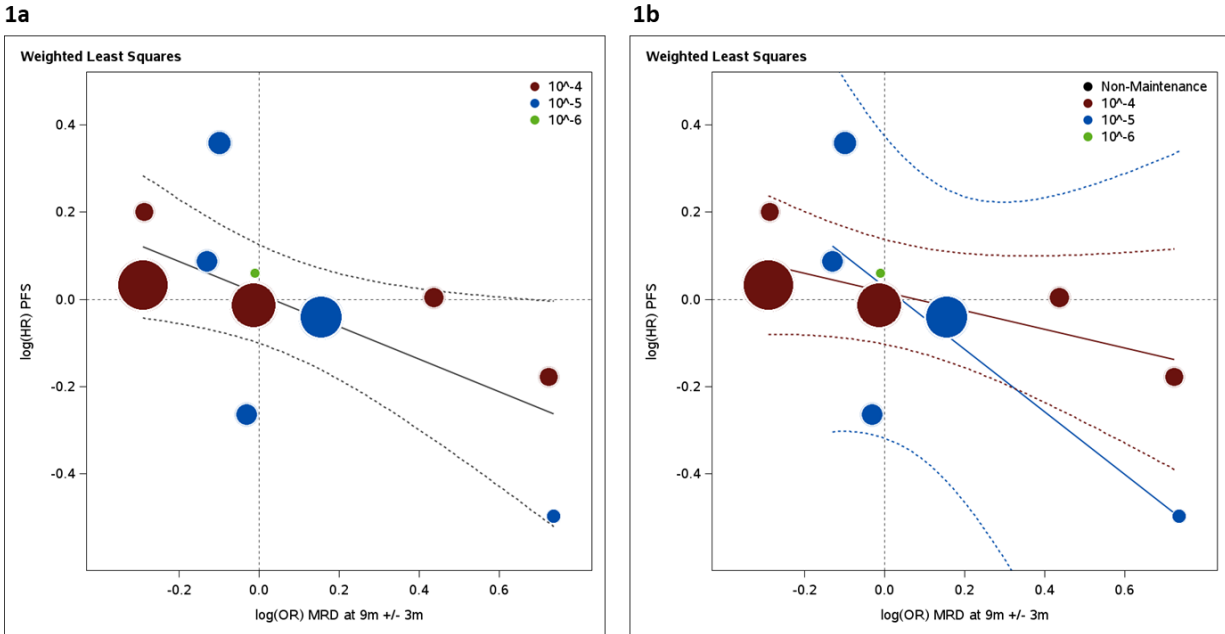 1a
Weighted Least Squares
10^-4
10^-5
10^-6
0.4
0.2
0.0
-0.2
-0.4
log(HR) PFS
-0.2 0.0 0.2 0.4 0.6
log(OR) MRD at 9m +/- 3m
1b
Weighted Least Squares
Non-Maintenance
10^-4
10^-5
10^-6
0.4
0.2
0.0
-0.2
-0.4
log(HR) PFS
-0.2 0.0 0.2 0.4 0.6
log(OR) MRD at 9m +/- 3m